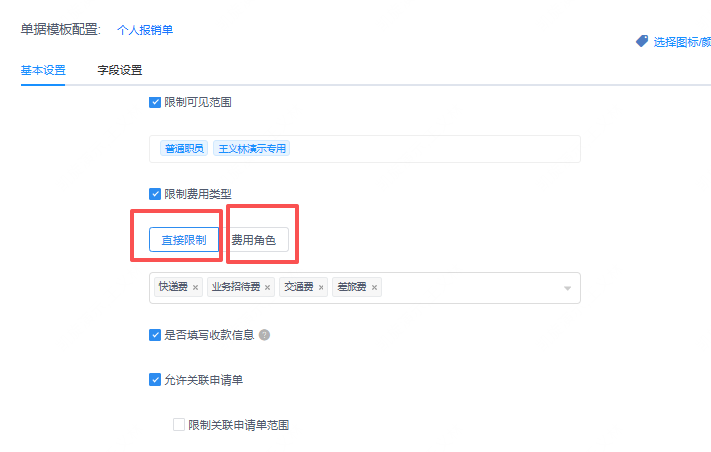 单据模板配置: 个人报销单
选择图标/颜
基本设置 字段设置
限制可见范围
普通职员 王义林演示专用
限制费用类型
直接限制 费用角色
快递费 × 业务招待费 × 交通费 × 差旅费 ×
是否填写收款信息 ?
允许关联申请单
限制关联申请单范围